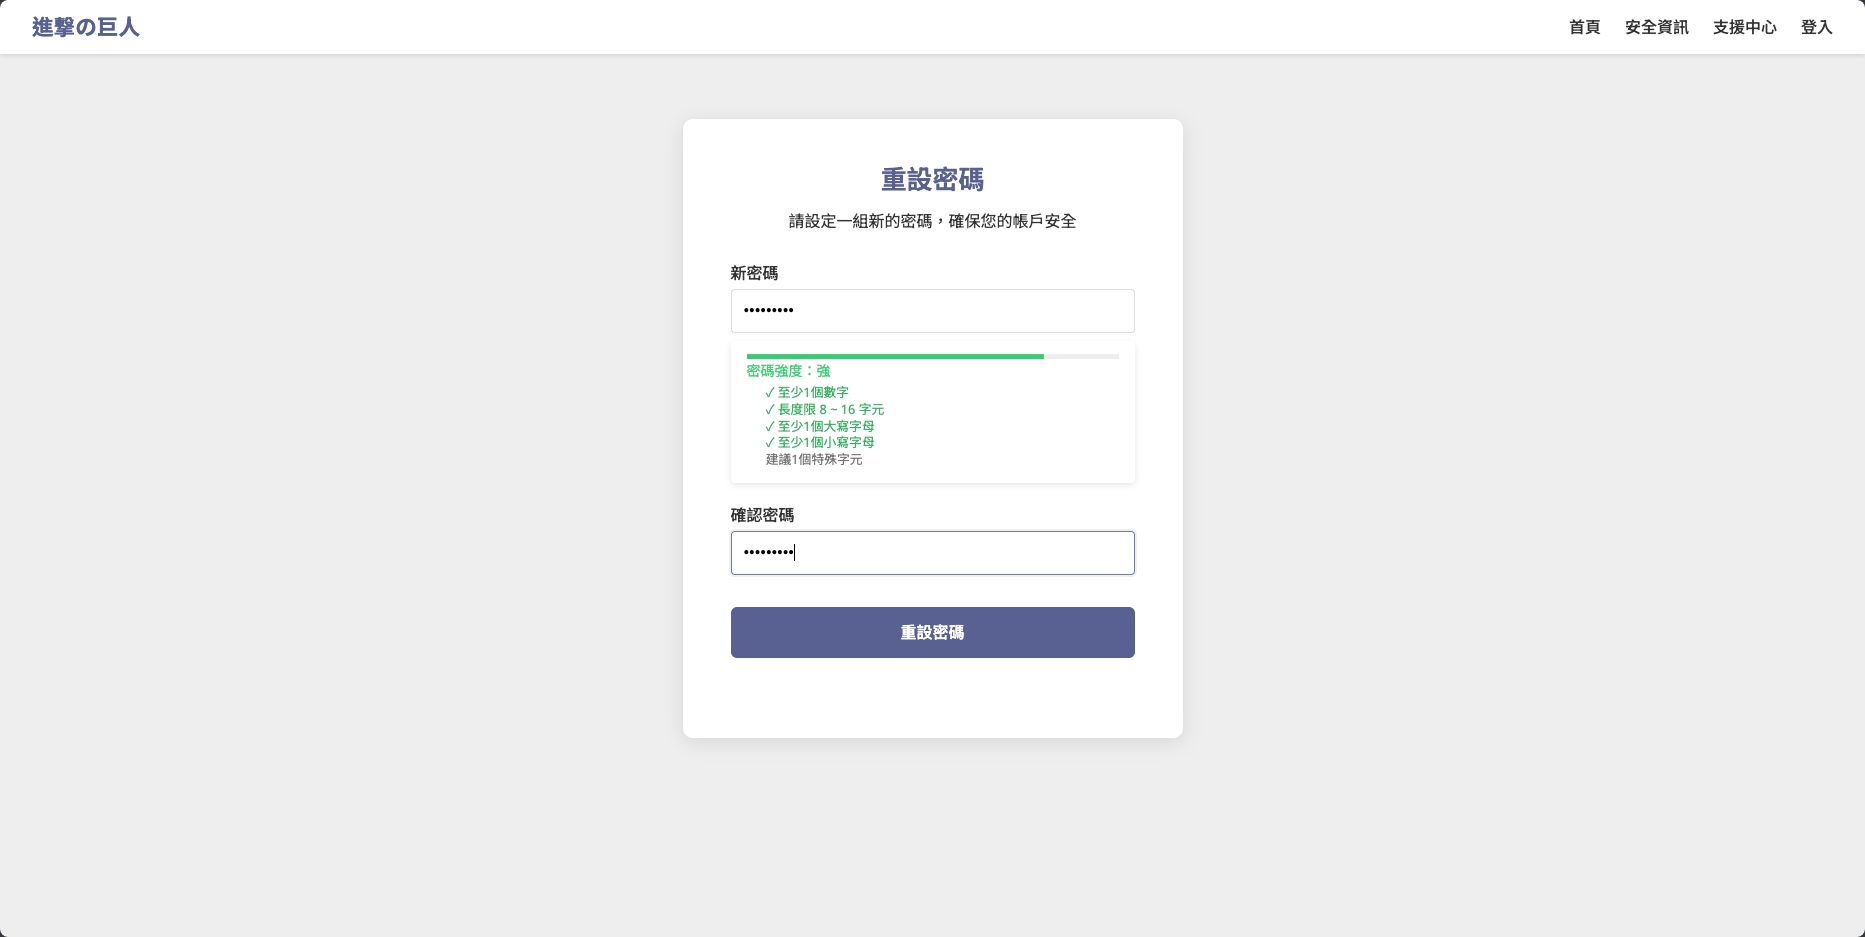 進撃の巨人
首頁 安全資訊 支援中心 登入
重設密碼
請設定一組新的密碼，確保您的帳戶安全
新密碼
•••••••••
密碼強度：強
✓ 至少1個數字
✓ 長度限 8 ~ 16 字元
✓ 至少1個大寫字母
✓ 至少1個小寫字母
建議1個特殊字元
確認密碼
•••••••••
重設密碼